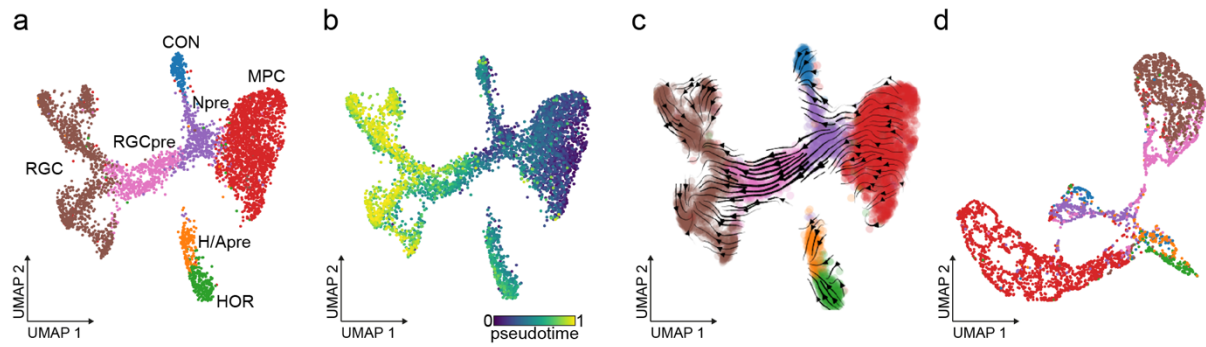 a
CON
MPC
Npre
RGCpre
RGC
H/Apre
HOR
UMAP 2
UMAP 1
b
UMAP 2
UMAP 1
0 1
pseudotime
c
UMAP 2
UMAP 1
d
UMAP 2
UMAP 1